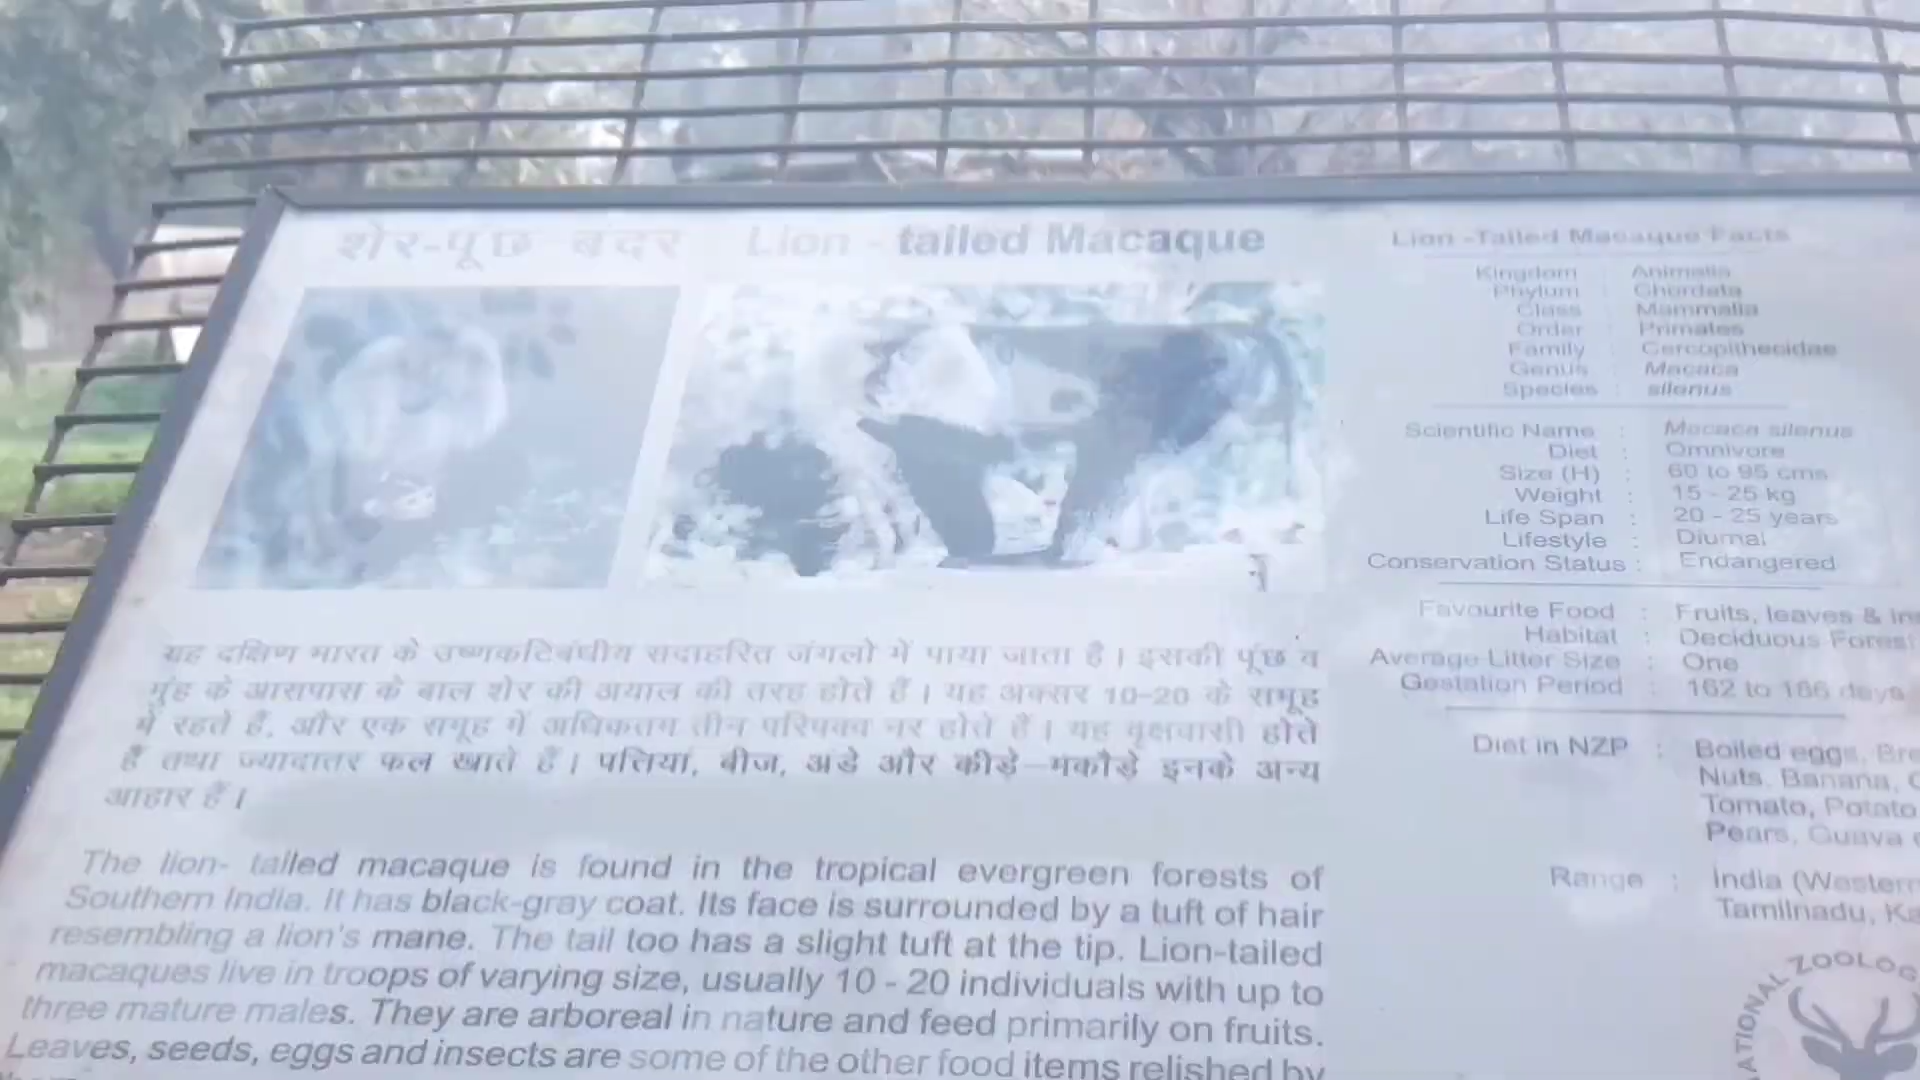 शेर-पूछ बंदर Lion - tailed Macaque
यह दक्षिण भारत के उष्णकटिबंधीय सदाहरित जंगलो में पाया जाता है। इसकी पूंछ व
मुंह के आसपास के बाल शेर की अयाल की तरह होते हैं। यह अक्सर 10-20 के समूह
में रहते हैं, और एक समूह में अधिकतम तीन परिपक्व नर होते हैं। यह वृक्षवासी होते
हैं तथा ज्यादातर फल खाते हैं। पत्तियां, बीज, अंडे और कीड़े-मकौड़े इनके अन्य
आहार हैं।
The lion- tailed macaque is found in the tropical evergreen forests of
Southern India. It has black-gray coat. Its face is surrounded by a tuft of hair
resembling a lion's mane. The tail too has a slight tuft at the tip. Lion-tailed
macaques live in troops of varying size, usually 10 - 20 individuals with up to
three mature males. They are arboreal in nature and feed primarily on fruits.
Leaves, seeds, eggs and insects are some of the other food items relished by
Lion -Tailed Macaque Facts
Kingdom : Animalia
Phylum : Chordata
Class : Mammalia
Order : Primates
Family : Cercopithecidae
Genus : Macaca
Species : silenus
Scientific Name : Macaca silenus
Diet : Omnivore
Size (H) : 60 to 95 cms
Weight : 15 - 25 kg
Life Span : 20 - 25 years
Lifestyle : Diurnal
Conservation Status : Endangered
Favourite Food : Fruits, leaves & ins
Habitat : Deciduous Forest
Average Litter Size : One
Gestation Period : 162 to 186 days
Diet in NZP : Boiled eggs, Bre
Nuts, Banana,
Tomato, Potato
Pears, Guava
Range : India (Western
Tamilnadu, Ka
ATIONAL ZOOLOG